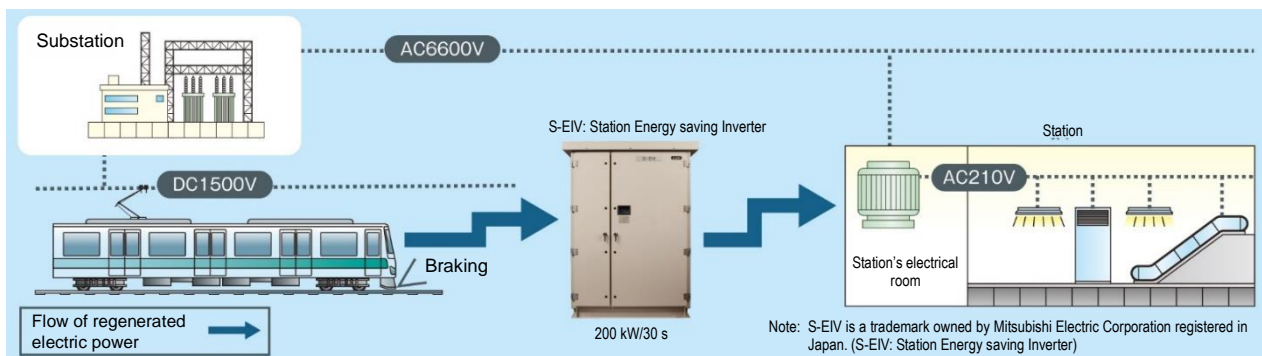 Substation
AC6600V
S-EIV: Station Energy saving Inverter
Station
DC1500V
AC210V
Braking
Station's electrical
room
Flow of regenerated
electric power
200 kW/30 s
Note: S-EIV is a trademark owned by Mitsubishi Electric Corporation registered in
Japan. (S-EIV: Station Energy saving Inverter)